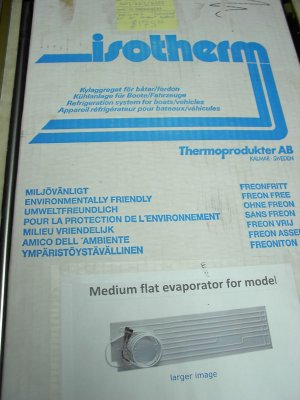 isotherm
Kylaggregat för båtar/fordon
Kühlanlage für Boote/Fahrzeuge
Refrigeration system for boats/vehicles
Appareil réfrigérateur pour bateaux/véhicules
Thermoprodukter AB
KALMAR · SWEDEN
MILJÖVÄNLIGT FREONFRITT
ENVIRONMENTALLY FRIENDLY FREON FREE
UMWELTFREUNDLICH OHNE FREON
POUR LA PROTECTION DE L'ENVIRONNEMENT SANS FREON
MILIEU VRIENDELIJK FREON VRIJ
AMICO DELL'AMBIENTE FREON ASSE
YMPÄRISTÖYSTÄVÄLLINEN FREONITON
Medium flat evaporator for model
larger image